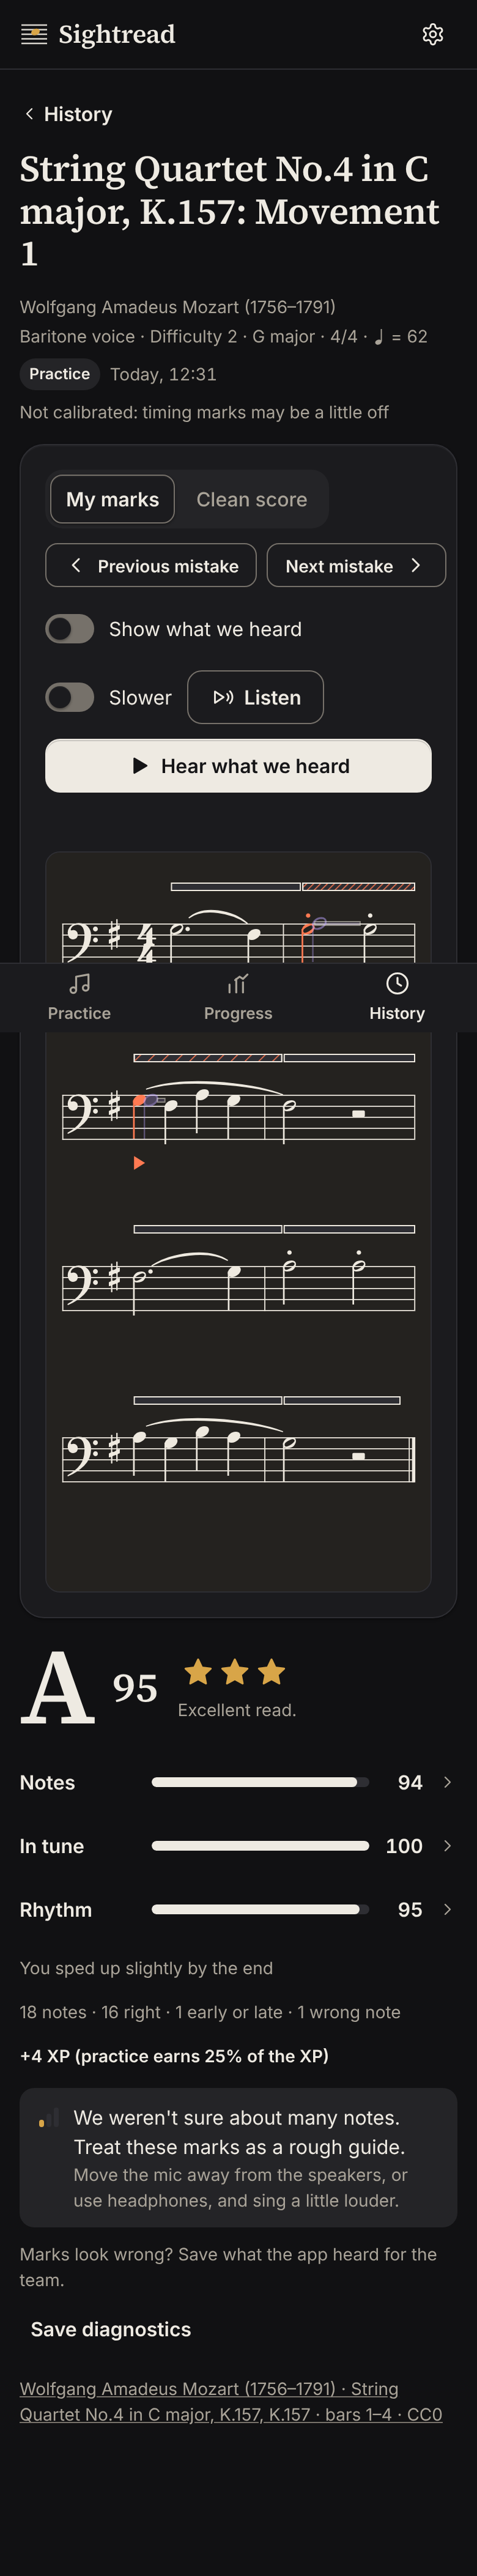 Sightread
History
String Quartet No.4 in C
major, K.157: Movement
1
Wolfgang Amadeus Mozart (1756–1791)
Baritone voice · Difficulty 2 · G major · 4/4 · ♩ = 62
Practice Today, 12:31
Not calibrated: timing marks may be a little off
My marks Clean score
Previous mistake Next mistake
Show what we heard
Slower Listen
Hear what we heard
Practice Progress History
A 95
Excellent read.
Notes 94
In tune 100
Rhythm 95
You sped up slightly by the end
18 notes · 16 right · 1 early or late · 1 wrong note
+4 XP (practice earns 25% of the XP)
We weren't sure about many notes.
Treat these marks as a rough guide.
Move the mic away from the speakers, or
use headphones, and sing a little louder.
Marks look wrong? Save what the app heard for the
team.
Save diagnostics
Wolfgang Amadeus Mozart (1756–1791) · String
Quartet No.4 in C major, K.157, K.157 · bars 1–4 · CC0